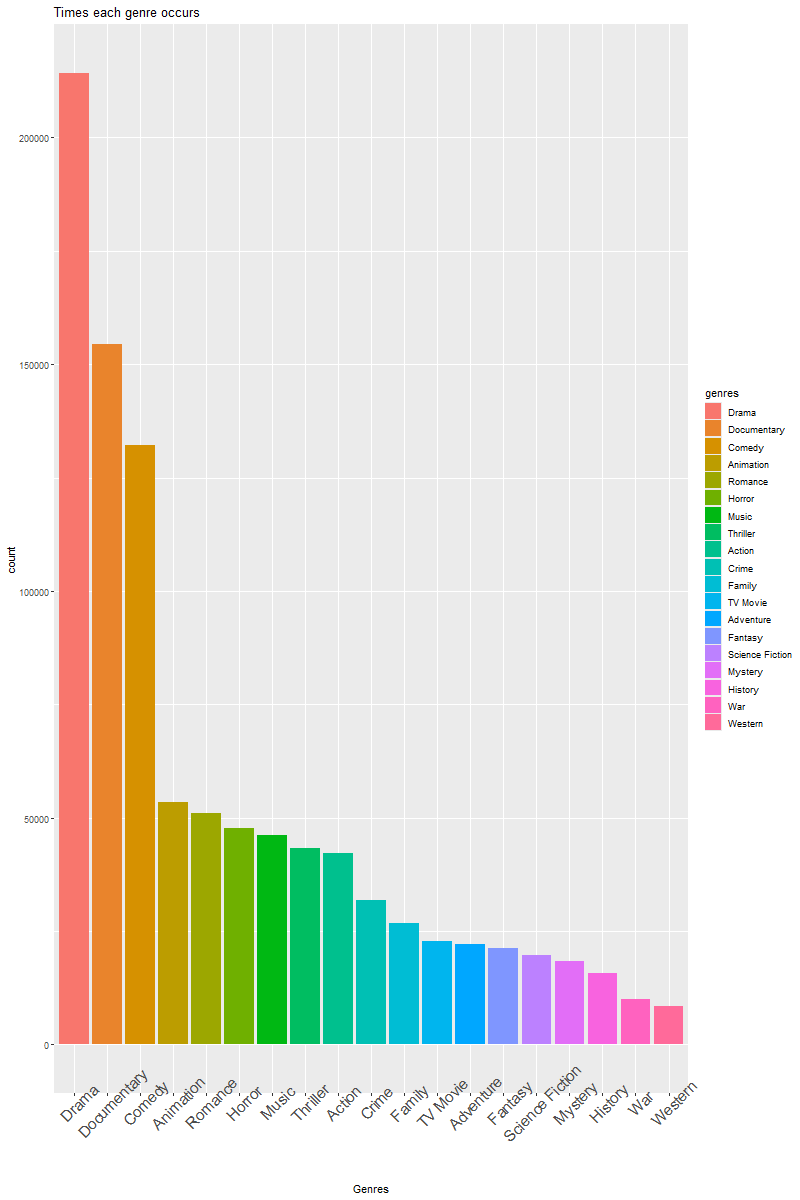 Times each genre occurs
200000
150000
100000
50000
0
count
Drama
Documentary
Comedy
Animation
Romance
Horror
Music
Thriller
Action
Crime
Family
TV Movie
Adventure
Fantasy
Science Fiction
Mystery
History
War
Western
Genres
genres
Drama
Documentary
Comedy
Animation
Romance
Horror
Music
Thriller
Action
Crime
Family
TV Movie
Adventure
Fantasy
Science Fiction
Mystery
History
War
Western